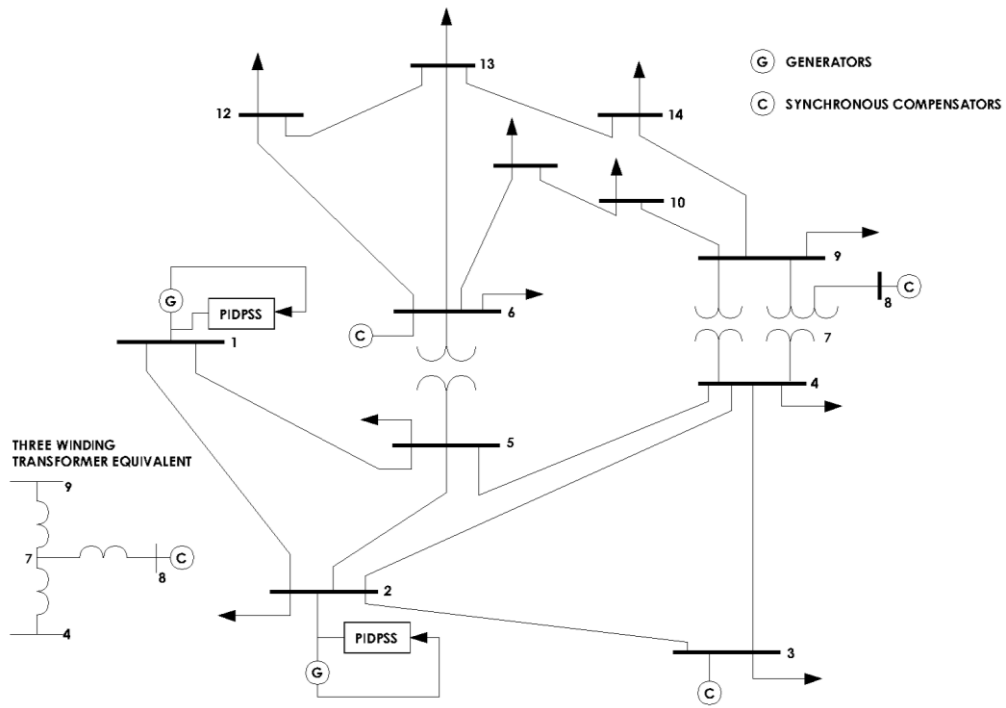 13
G GENERATORS
C SYNCHRONOUS COMPENSATORS
12
14
10
9
G
PIDPSS
C
8
6
C
1
7
4
5
THREE WINDING
TRANSFORMER EQUIVALENT
9
7
C
8
4
2
PIDPSS
G
3
C